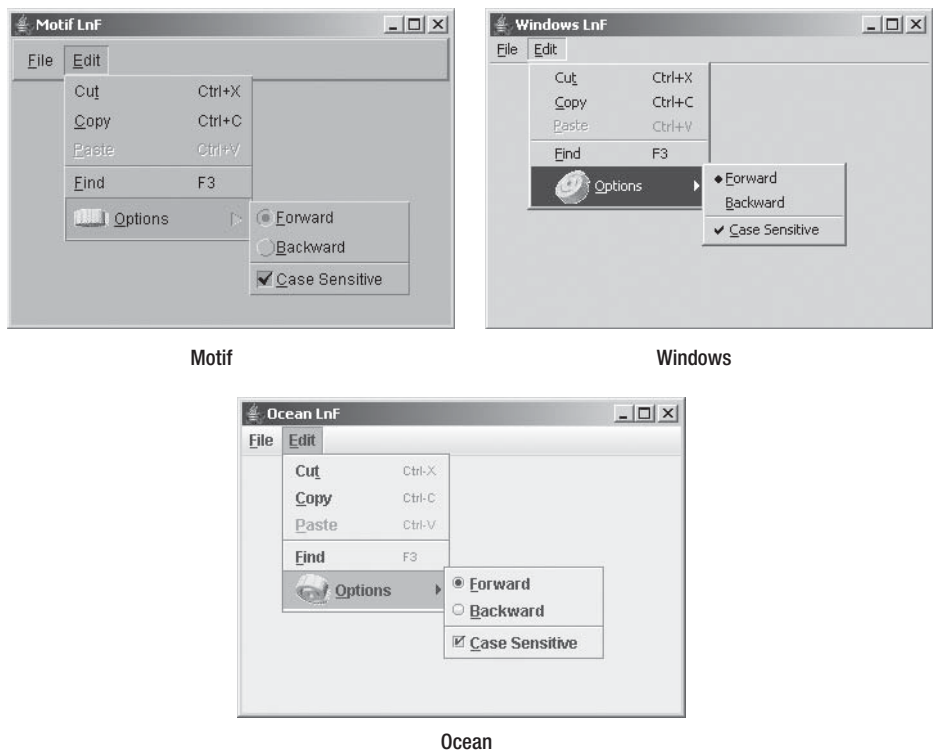 Motif LnF
File Edit
Cut Ctrl+X
Copy Ctrl+C
Paste Ctrl+V
Find F3
Options
Forward
Backward
Case Sensitive
Motif
Windows LnF
File Edit
Cut Ctrl+X
Copy Ctrl+C
Paste Ctrl+V
Find F3
Options
Forward
Backward
Case Sensitive
Windows
Ocean LnF
File Edit
Cut Ctrl-X
Copy Ctrl-C
Paste Ctrl-V
Find F3
Options
Forward
Backward
Case Sensitive
Ocean